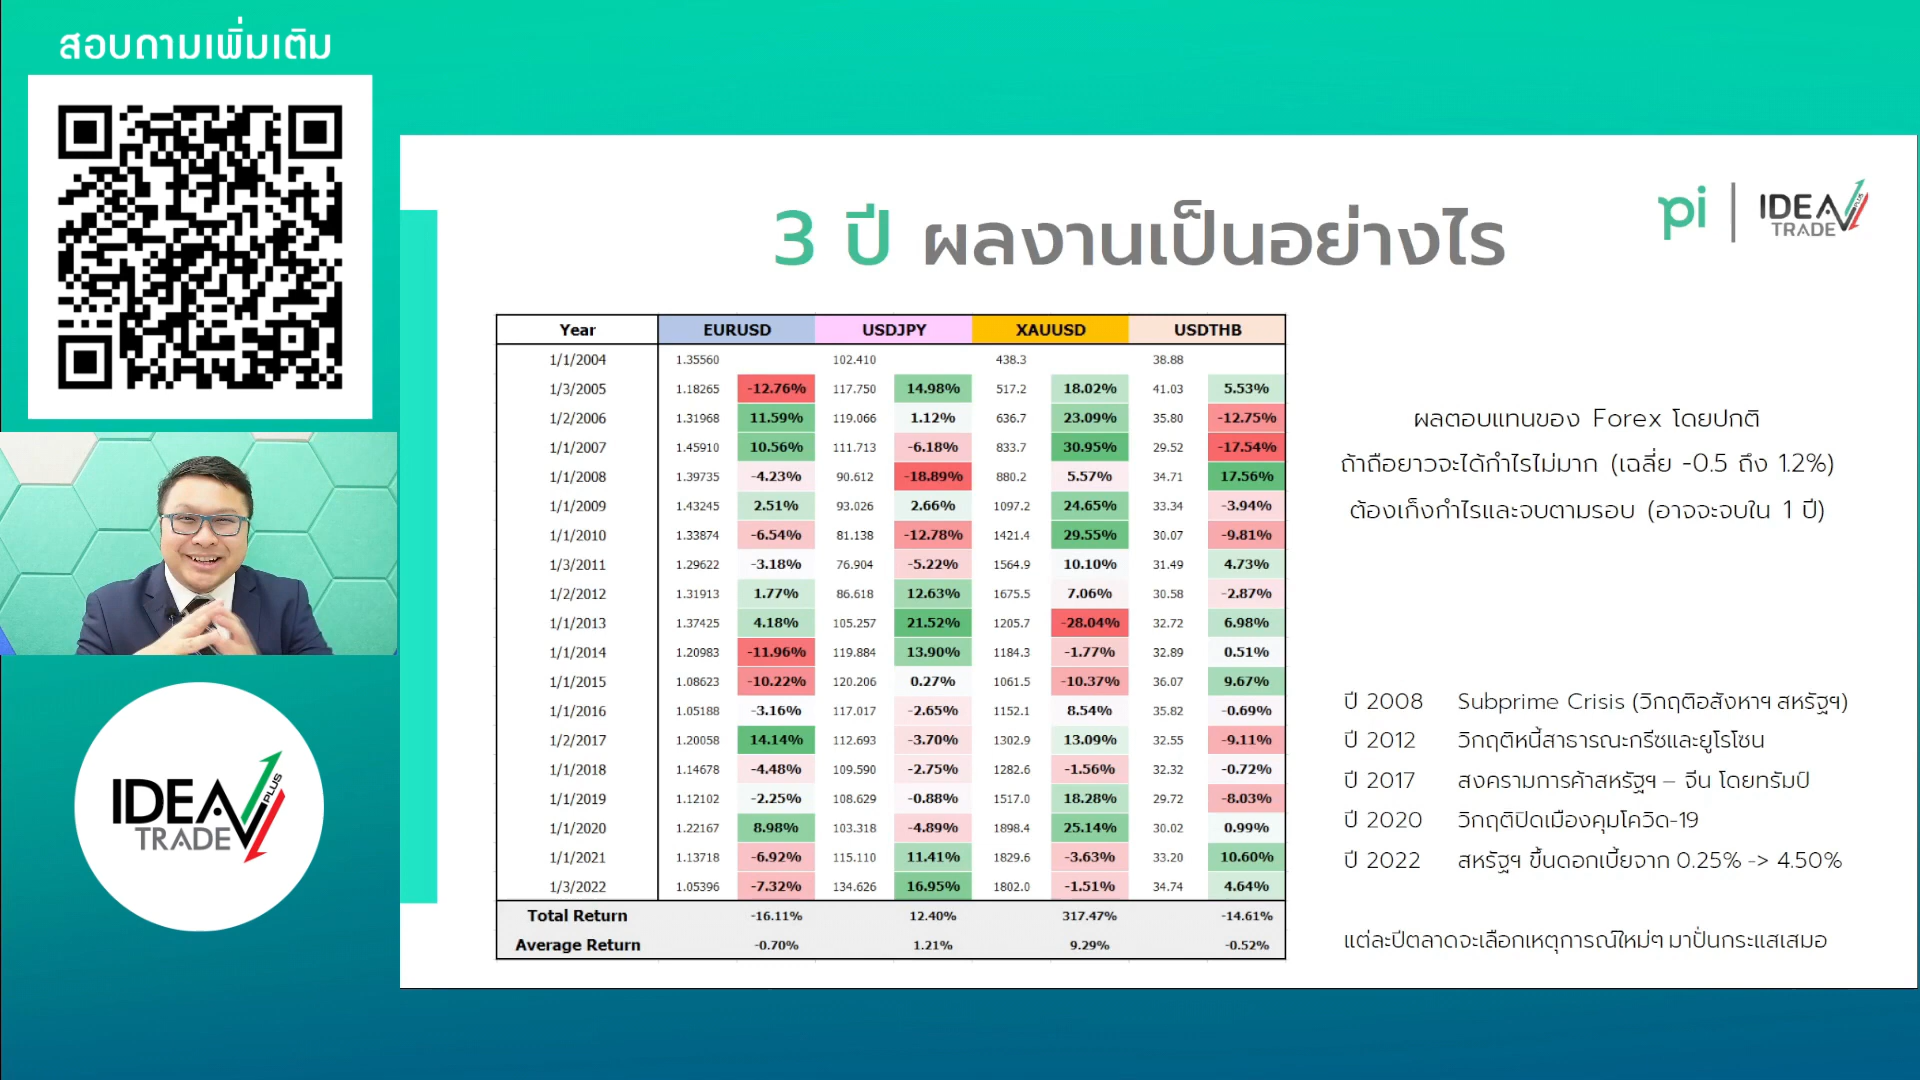 สอบถามเพิ่มเติม
IDEA TRADE PLUS
pi | IDEA TRADE PLUS
3 ปี ผลงานเป็นอย่างไร
Year EURUSD USDJPY XAUUSD USDTHB
1/1/2004 1.35560 102.410 438.3 38.88
1/3/2005 1.18265 -12.76% 117.750 14.98% 517.2 18.02% 41.03 5.53%
1/2/2006 1.31968 11.59% 119.066 1.12% 636.7 23.09% 35.80 -12.75%
1/1/2007 1.45910 10.56% 111.713 -6.18% 833.7 30.95% 29.52 -17.54%
1/1/2008 1.39735 -4.23% 90.612 -18.89% 880.2 5.57% 34.71 17.56%
1/1/2009 1.43245 2.51% 93.026 2.66% 1097.2 24.65% 33.34 -3.94%
1/1/2010 1.33874 -6.54% 81.138 -12.78% 1421.4 29.55% 30.07 -9.81%
1/3/2011 1.29622 -3.18% 76.904 -5.22% 1564.9 10.10% 31.49 4.73%
1/2/2012 1.31913 1.77% 86.618 12.63% 1675.5 7.06% 30.58 -2.87%
1/1/2013 1.37425 4.18% 105.257 21.52% 1205.7 -28.04% 32.72 6.98%
1/1/2014 1.20983 -11.96% 119.884 13.90% 1184.3 -1.77% 32.89 0.51%
1/1/2015 1.08623 -10.22% 120.206 0.27% 1061.5 -10.37% 36.07 9.67%
1/1/2016 1.05188 -3.16% 117.017 -2.65% 1152.1 8.54% 35.82 -0.69%
1/2/2017 1.20058 14.14% 112.693 -3.70% 1302.9 13.09% 32.55 -9.11%
1/1/2018 1.14678 -4.48% 109.590 -2.75% 1282.6 -1.56% 32.32 -0.72%
1/1/2019 1.12102 -2.25% 108.629 -0.88% 1517.0 18.28% 29.72 -8.03%
1/1/2020 1.22167 8.98% 103.318 -4.89% 1898.4 25.14% 30.02 0.99%
1/1/2021 1.13718 -6.92% 115.110 11.41% 1829.6 -3.63% 33.20 10.60%
1/3/2022 1.05396 -7.32% 134.626 16.95% 1802.0 -1.51% 34.74 4.64%
Total Return -16.11% 12.40% 317.47% -14.61%
Average Return -0.70% 1.21% 9.29% -0.52%
ผลตอบแทนของ Forex โดยปกติ
ถ้าถือยาวจะได้กำไรไม่มาก (เฉลี่ย -0.5 ถึง 1.2%)
ต้องเก็งกำไรและจบตามรอบ (อาจจะจบใน 1 ปี)
ปี 2008 Subprime Crisis (วิกฤติอสังหาฯ สหรัฐฯ)
ปี 2012 วิกฤติหนี้สาธารณะกรีซและยูโรโซน
ปี 2017 สงครามการค้าสหรัฐฯ – จีน โดยทรัมป์
ปี 2020 วิกฤติปิดเมืองคุมโควิด-19
ปี 2022 สหรัฐฯ ขึ้นดอกเบี้ยจาก 0.25% -> 4.50%
แต่ละปีตลาดจะเลือกเหตุการณ์ใหม่ๆ มาปั่นกระแสเสมอ